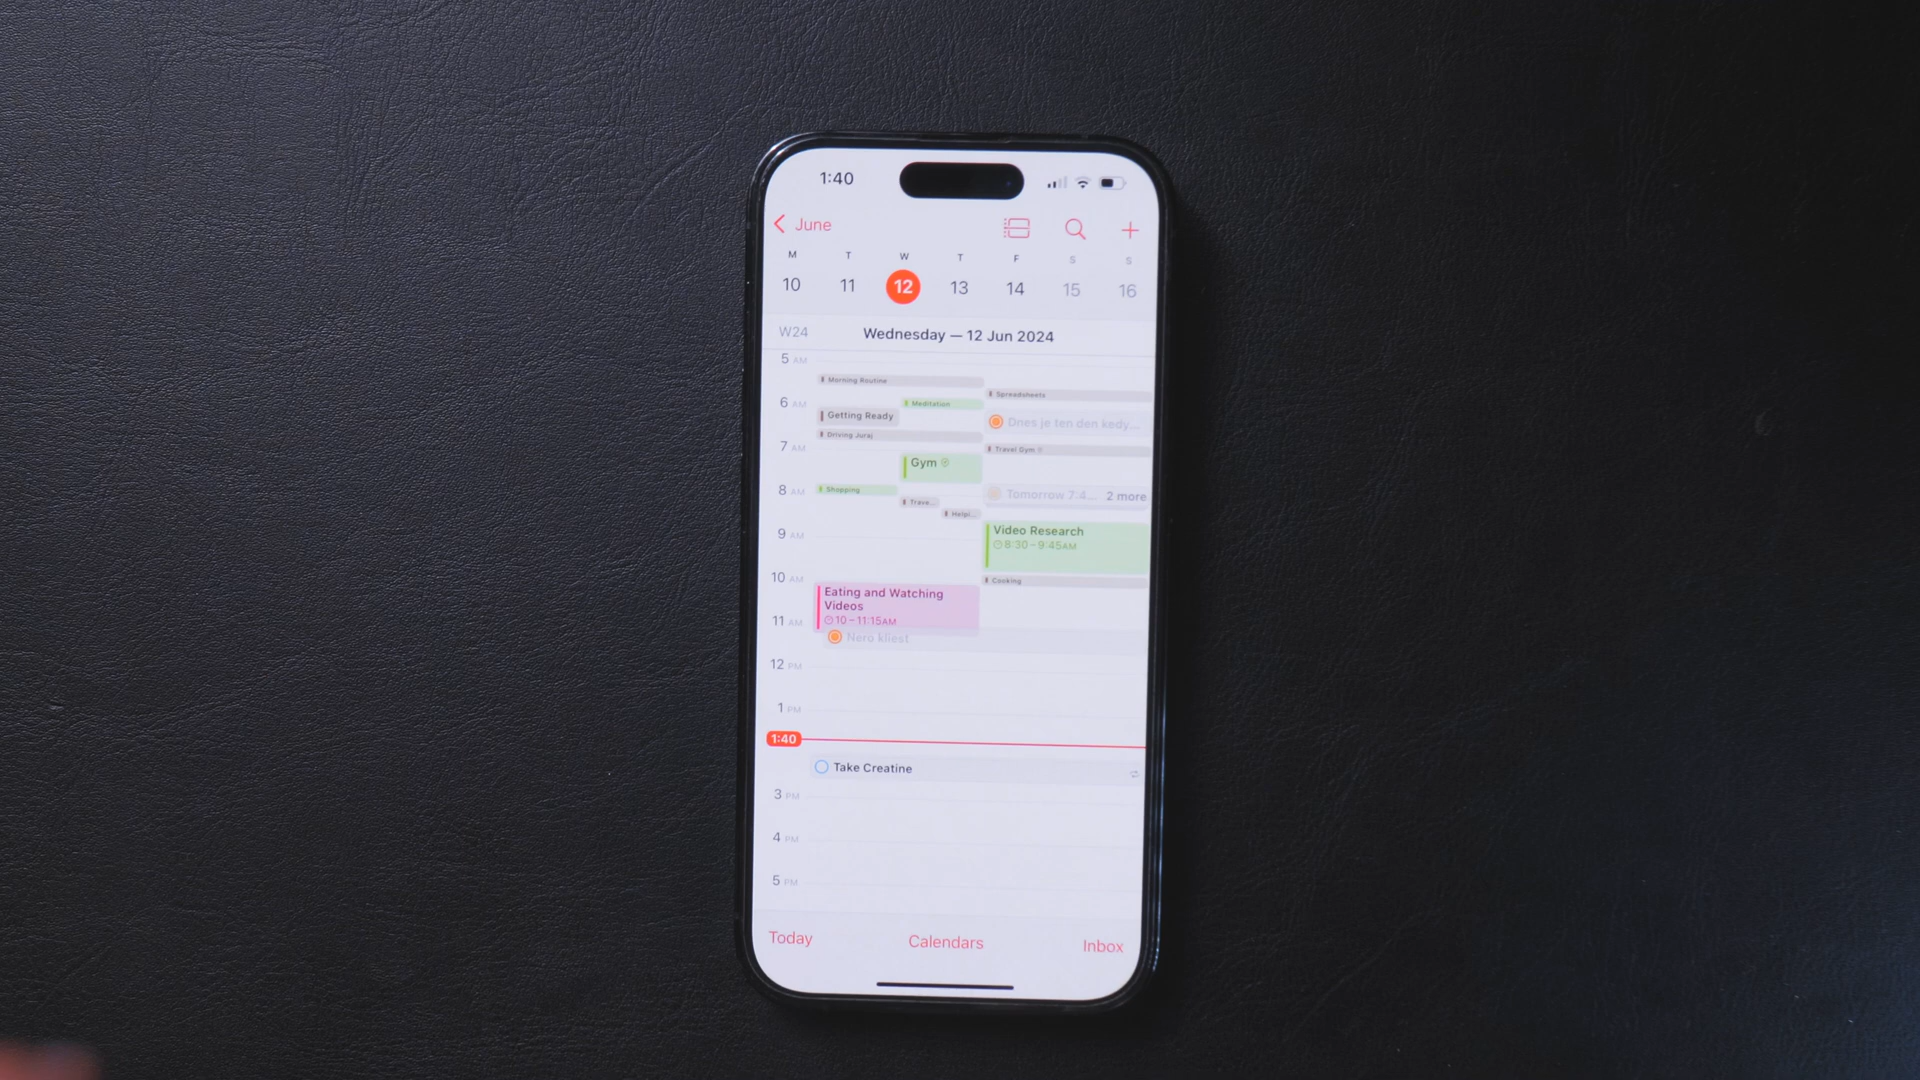 1:40
June
M T W T F S S
10 11 12 13 14 15 16
W24 Wednesday — 12 Jun 2024
5 AM
Morning Routine
Spreadsheets
6 AM
Meditation
Getting Ready
Dnes je ten den kedy...
Driving Juraj
7 AM
Travel Gym
Gym
8 AM
Shopping
Tomorrow 7:4... 2 more
Trave...
Helpi...
9 AM
Video Research
8:30 – 9:45AM
10 AM
Cooking
Eating and Watching
Videos
10 – 11:15AM
11 AM
Nero kliest
12 PM
1 PM
1:40
Take Creatine
3 PM
4 PM
5 PM
Today Calendars Inbox